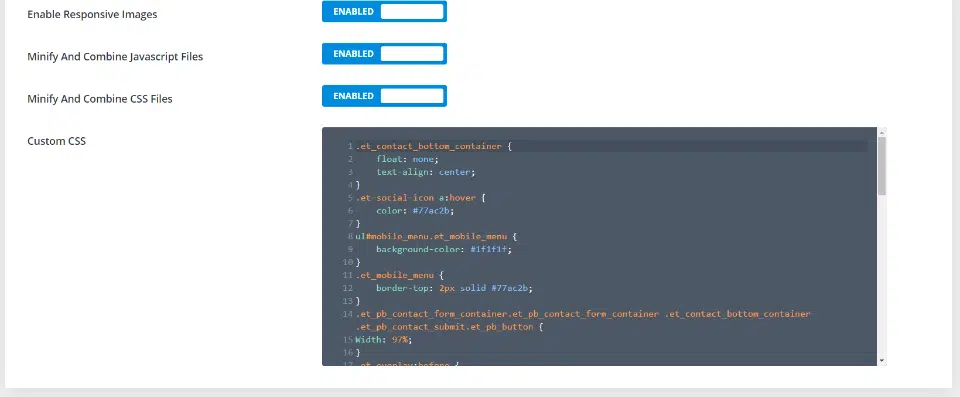 Enable Responsive Images
ENABLED
Minify And Combine Javascript Files
ENABLED
Minify And Combine CSS Files
ENABLED
Custom CSS
1 .et_contact_bottom_container {
2 float: none;
3 text-align: center;
4 }
5 .et-social-icon a:hover {
6 color: #77ac2b;
7 }
8 ul#mobile_menu.et_mobile_menu {
9 background-color: #1f1f1f;
10 }
11 .et_mobile_menu {
12 border-top: 2px solid #77ac2b;
13 }
14 .et_pb_contact_form_container.et_pb_contact_form_container .et_contact_bottom_container
.et_pb_contact_submit.et_pb_button {
15 Width: 97%;
16 }
17 .et_overlay:before {